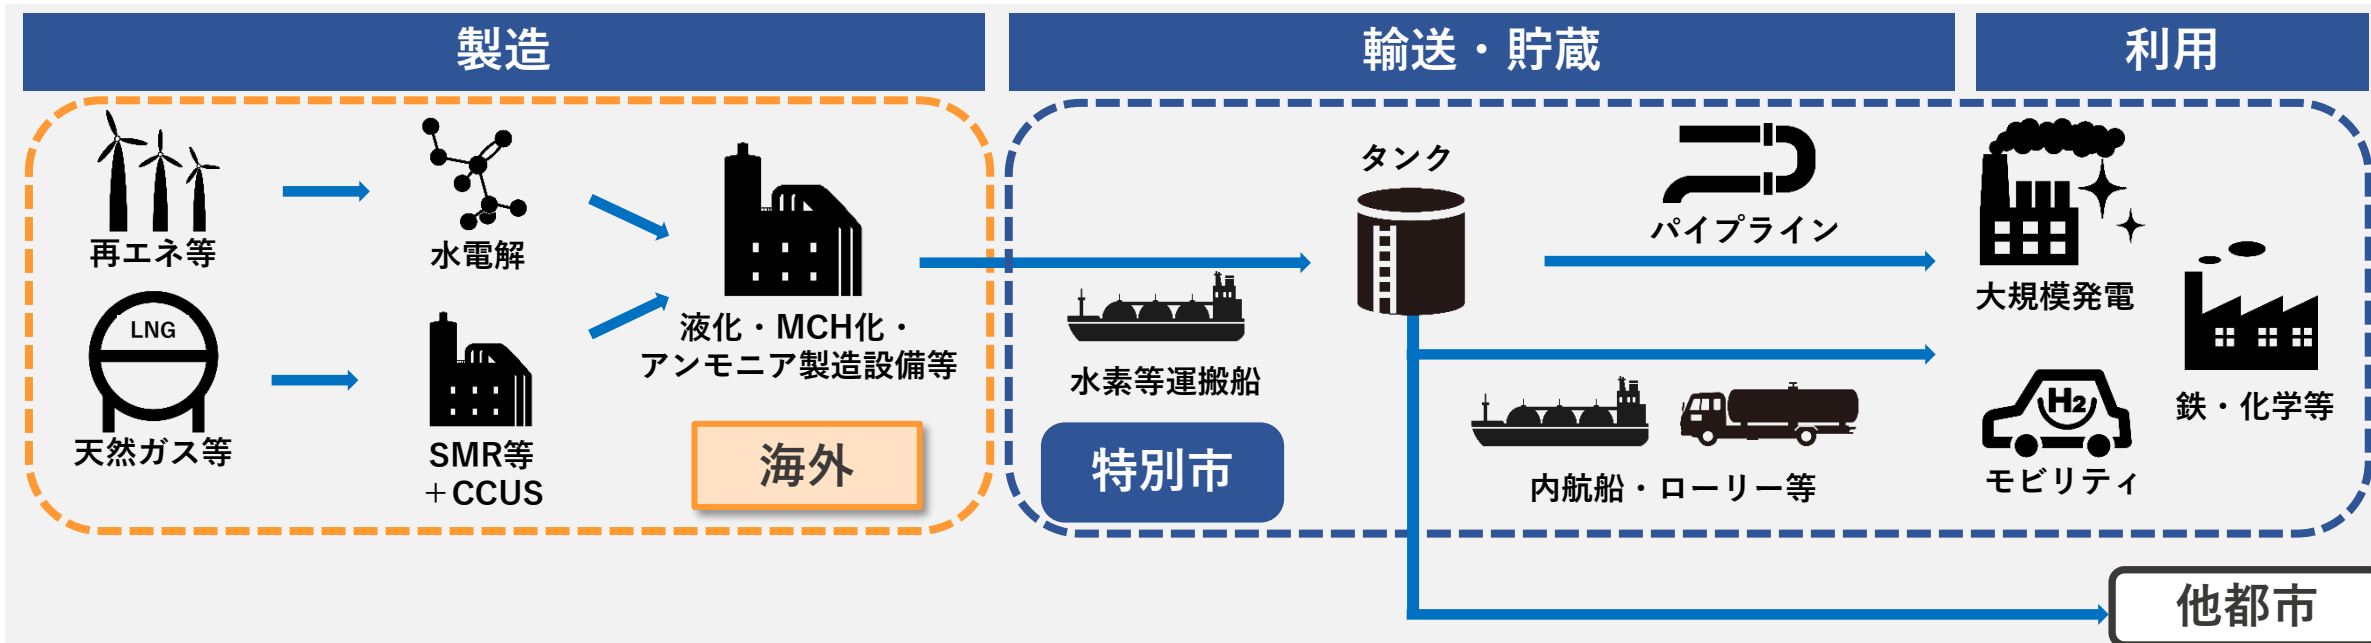 製造
輸送・貯蔵
利用
再エネ等
水電解
LNG
天然ガス等
SMR等
＋CCUS
液化・MCH化・
アンモニア製造設備等
海外
水素等運搬船
特別市
タンク
パイプライン
内航船・ローリー等
大規模発電
鉄・化学等
H2
モビリティ
他都市